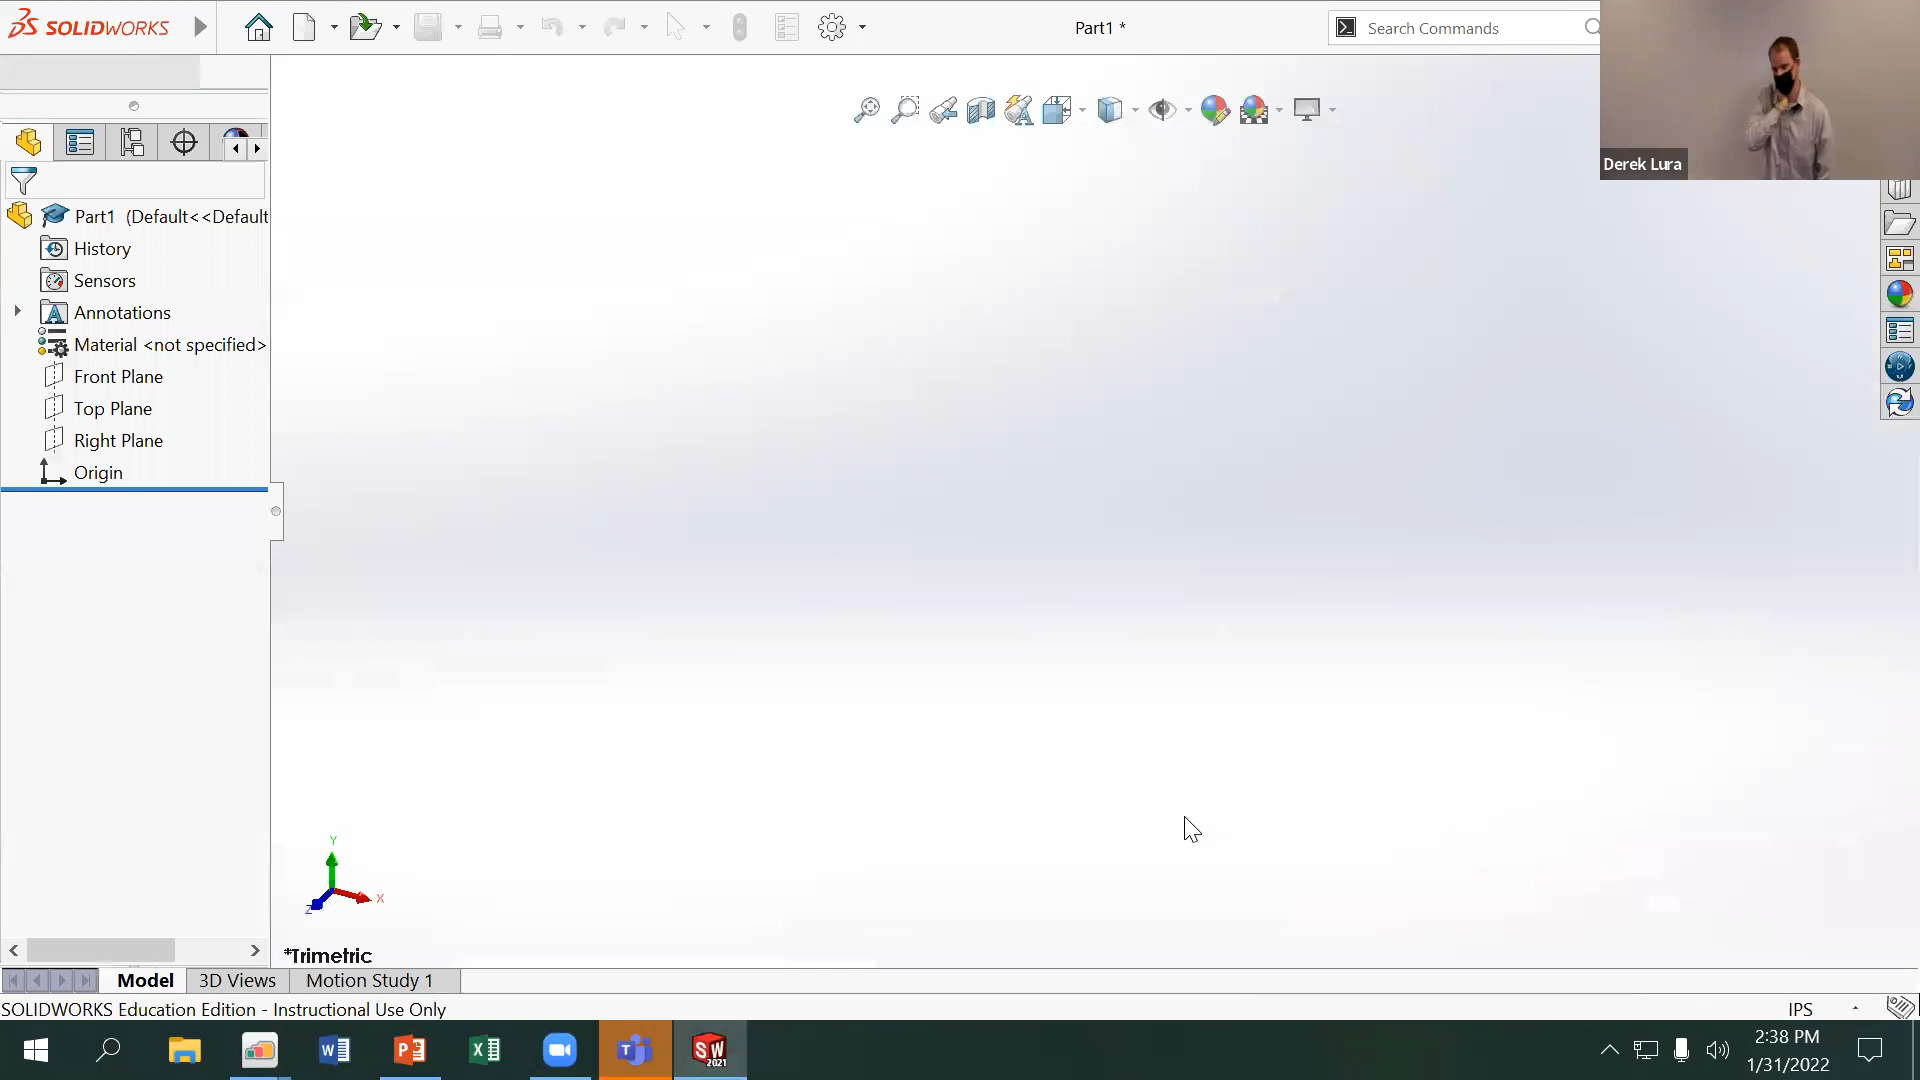 SOLIDWORKS
Part1 *
Search Commands
Derek Lura
Part1 (Default<<Default
History
Sensors
Annotations
Material <not specified>
Front Plane
Top Plane
Right Plane
Origin
Y
X
Z
*Trimetric
Model
3D Views
Motion Study 1
SOLIDWORKS Education Edition - Instructional Use Only
IPS
2:38 PM
1/31/2022
SW
2021